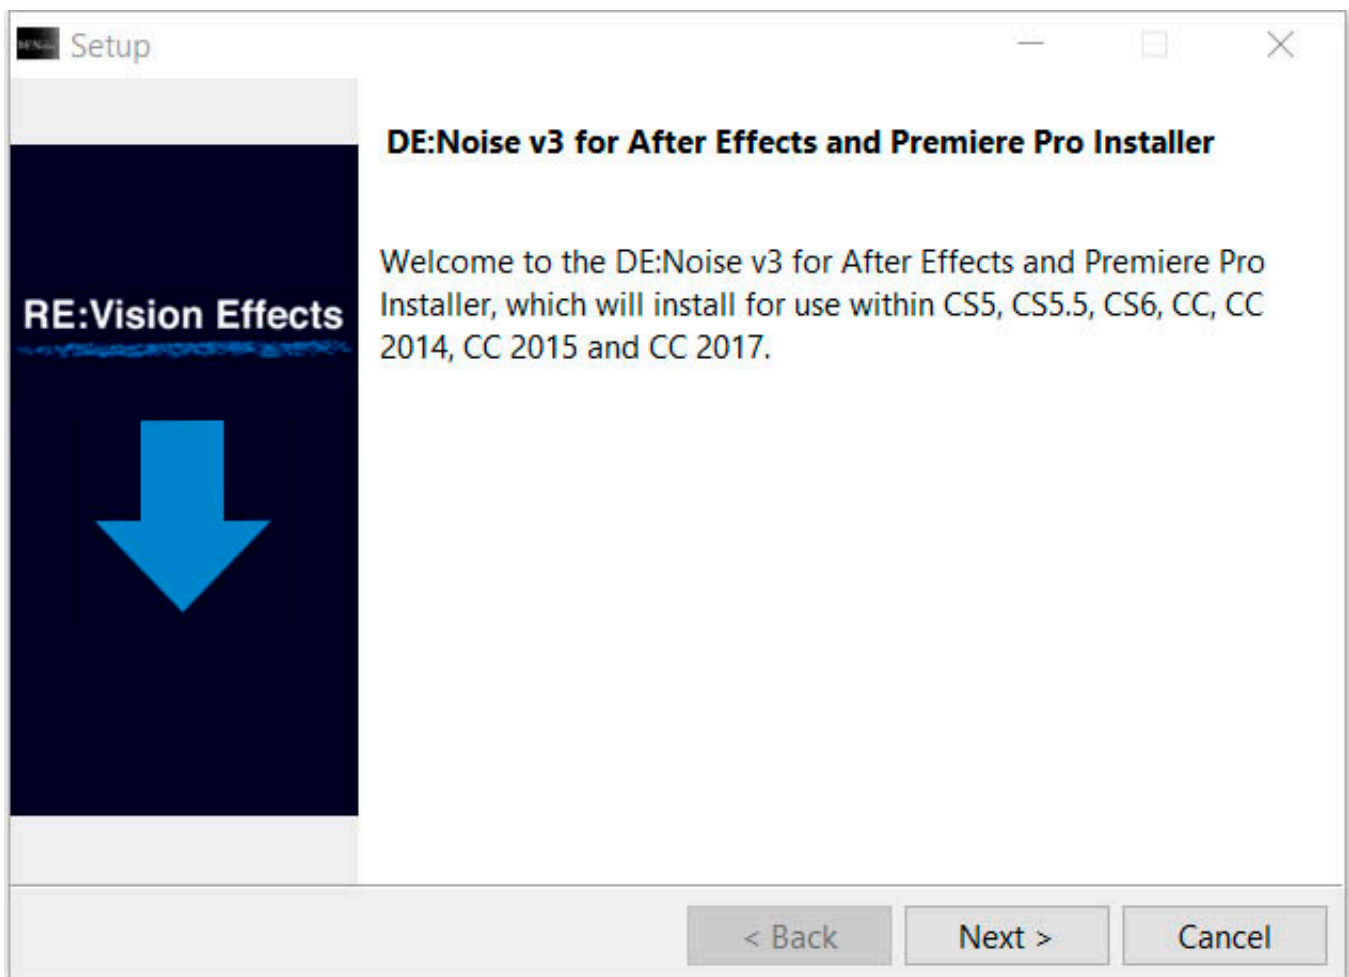 Setup
DE:Noise v3 for After Effects and Premiere Pro Installer
Welcome to the DE:Noise v3 for After Effects and Premiere Pro
Installer, which will install for use within CS5, CS5.5, CS6, CC, CC
2014, CC 2015 and CC 2017.
RE:Vision Effects
< Back
Next >
Cancel